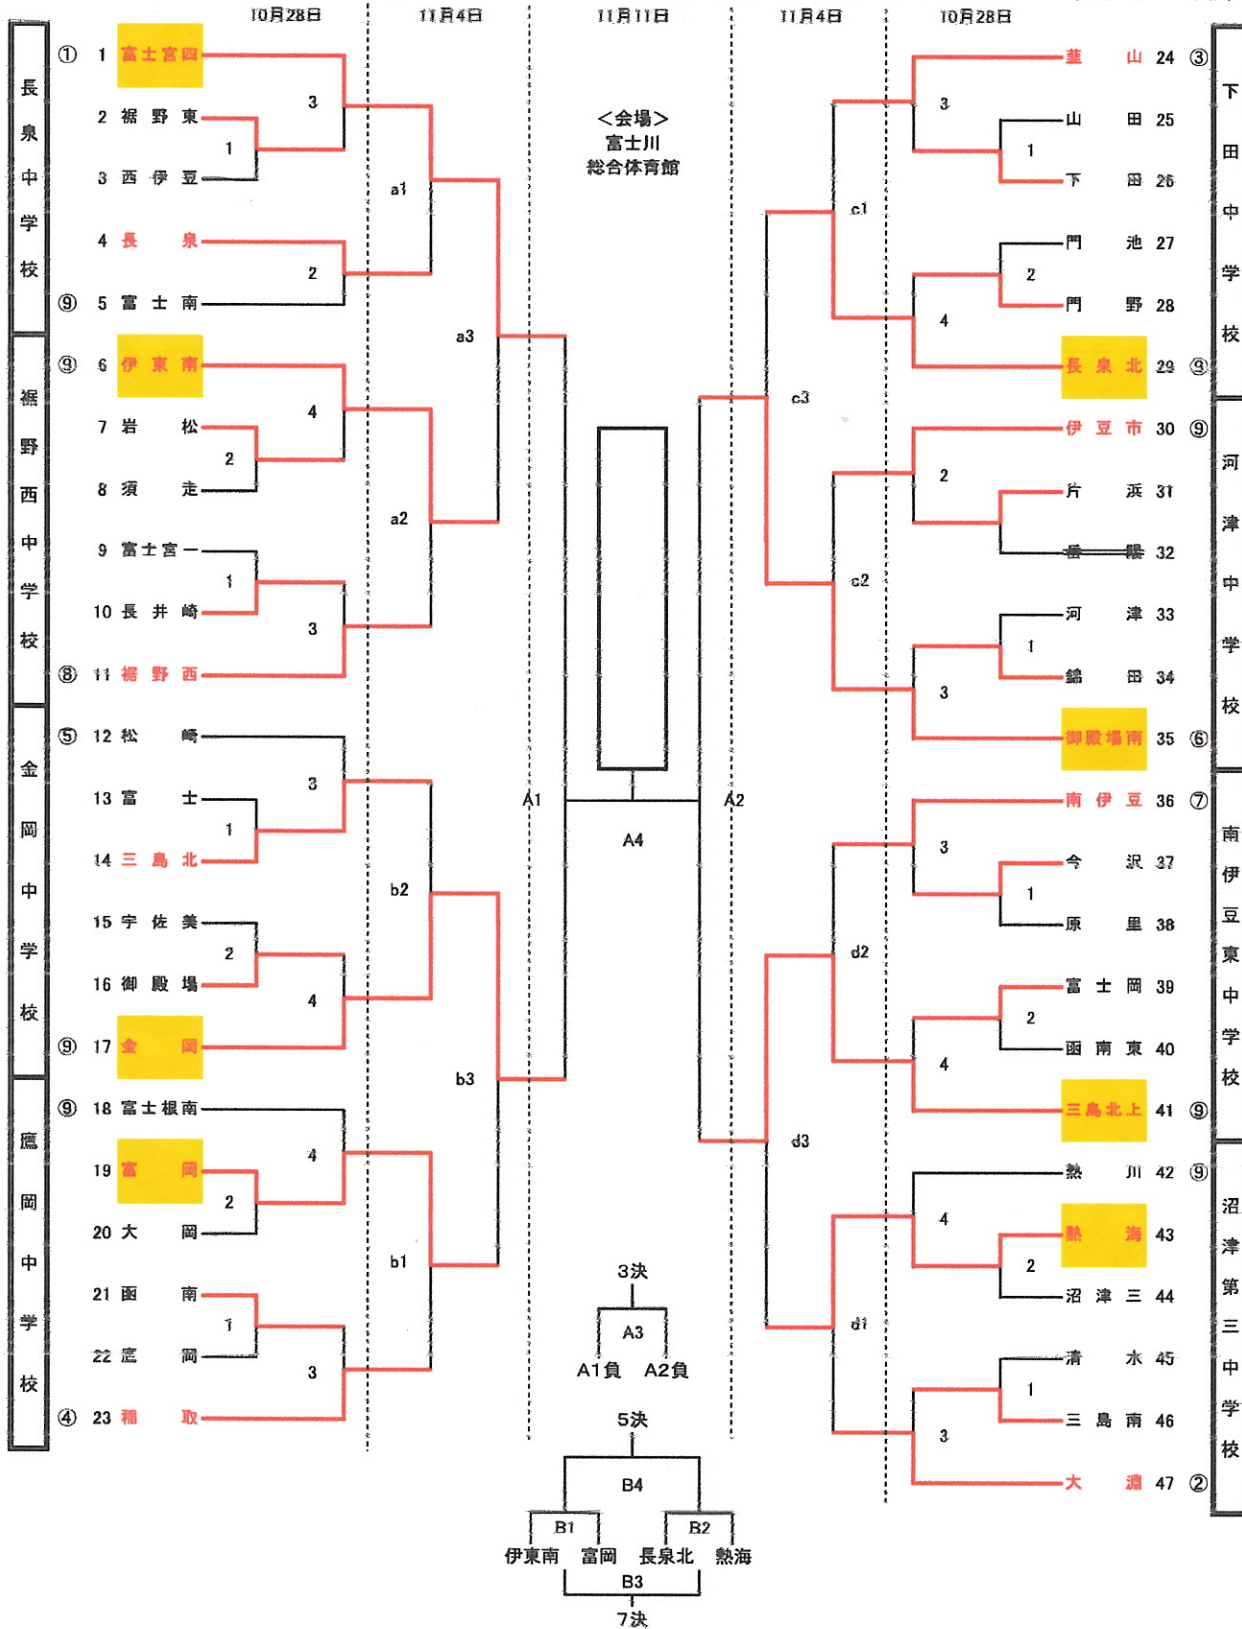 10月28日 11月4日 11月11日 11月4日 10月28日
長泉中学校
① 1 富士宮四
2 裾野東
3 西伊豆
4 長泉
⑨ 5 富士南
裾野西中学校
⑨ 6 伊東南
7 岩松
8 須走
9 富士宮一
10 長井崎
⑧ 11 裾野西
金岡中学校
⑤ 12 松崎
13 富士
14 三島北
15 宇佐美
16 御殿場
⑨ 17 金岡
鷹岡中学校
⑨ 18 富士根南
19 富岡
20 大岡
21 函南
22 鷹岡
④ 23 稲取
3
1
2
4
2
1
3
3
1
2
4
4
2
1
3
a1
a2
a3
b2
b3
b1
<会場>
富士川
総合体育館
A1
A2
A4
3決
A3
A1負 A2負
5決
B4
B1 B2
伊東南 富岡 長泉北 熱海
B3
7決
c1
c3
c2
d2
d3
d1
3
1
2
4
2
1
3
3
1
2
4
4
2
1
3
韮山 24 ③
山田 25
下田 26
門池 27
門野 28
長泉北 29 ⑨
下田中学校
伊豆市 30 ⑨
片浜 31
岳陽 32
河津 33
錦田 34
御殿場南 35 ⑥
河津中学校
南伊豆 36 ⑦
今沢 37
原里 38
富士岡 39
函南東 40
三島北上 41 ⑨
南伊豆東中学校
熱川 42 ⑨
熱海 43
沼津三 44
清水 45
三島南 46
大淵 47 ②
沼津第三中学校